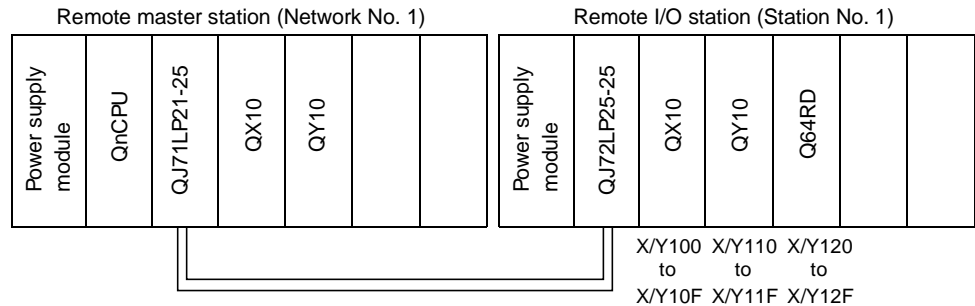 Remote master station (Network No. 1)
Remote I/O station (Station No. 1)
Power supply
module
QnCPU
QJ71LP21-25
QX10
QY10
Power supply
module
QJ72LP25-25
QX10
QY10
Q64RD
X/Y100 X/Y110 X/Y120
to to to
X/Y10F X/Y11F X/Y12F